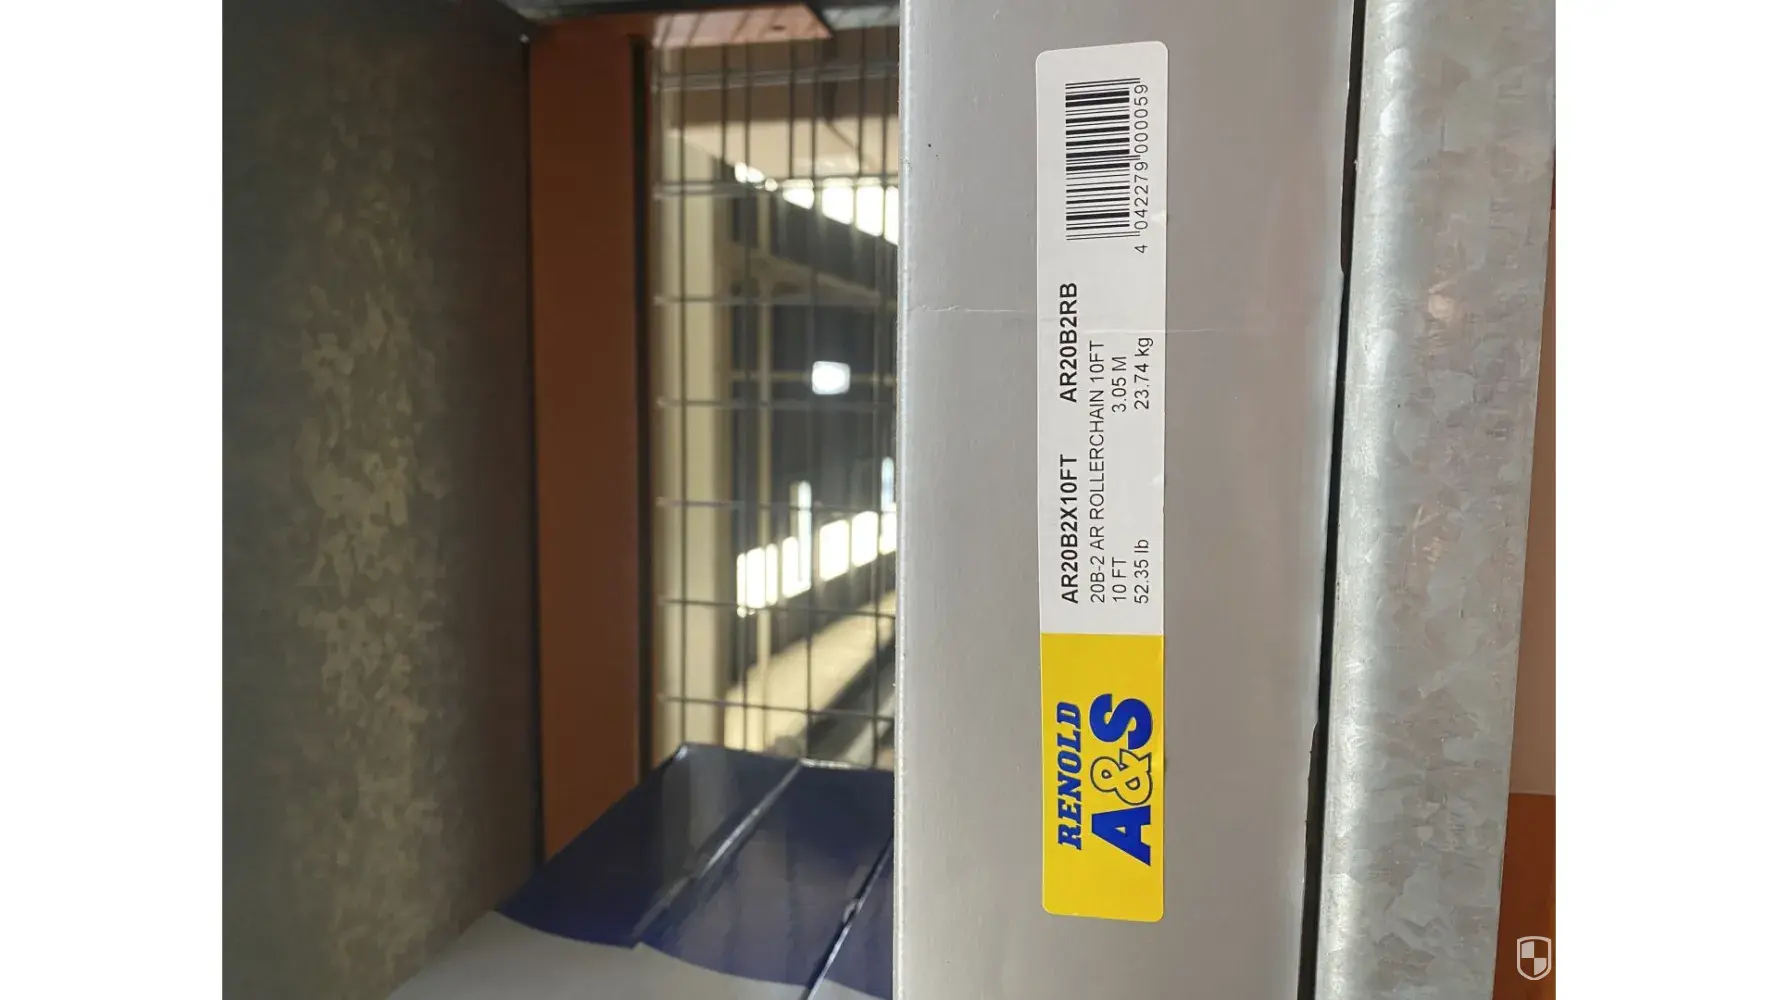 RENOLD
A&S
AR20B2X10FT AR20B2RB
20B-2 AR ROLLERCHAIN 10FT
10 FT 3.05 M
52.35 lb 23.74 kg
4 042279 000059